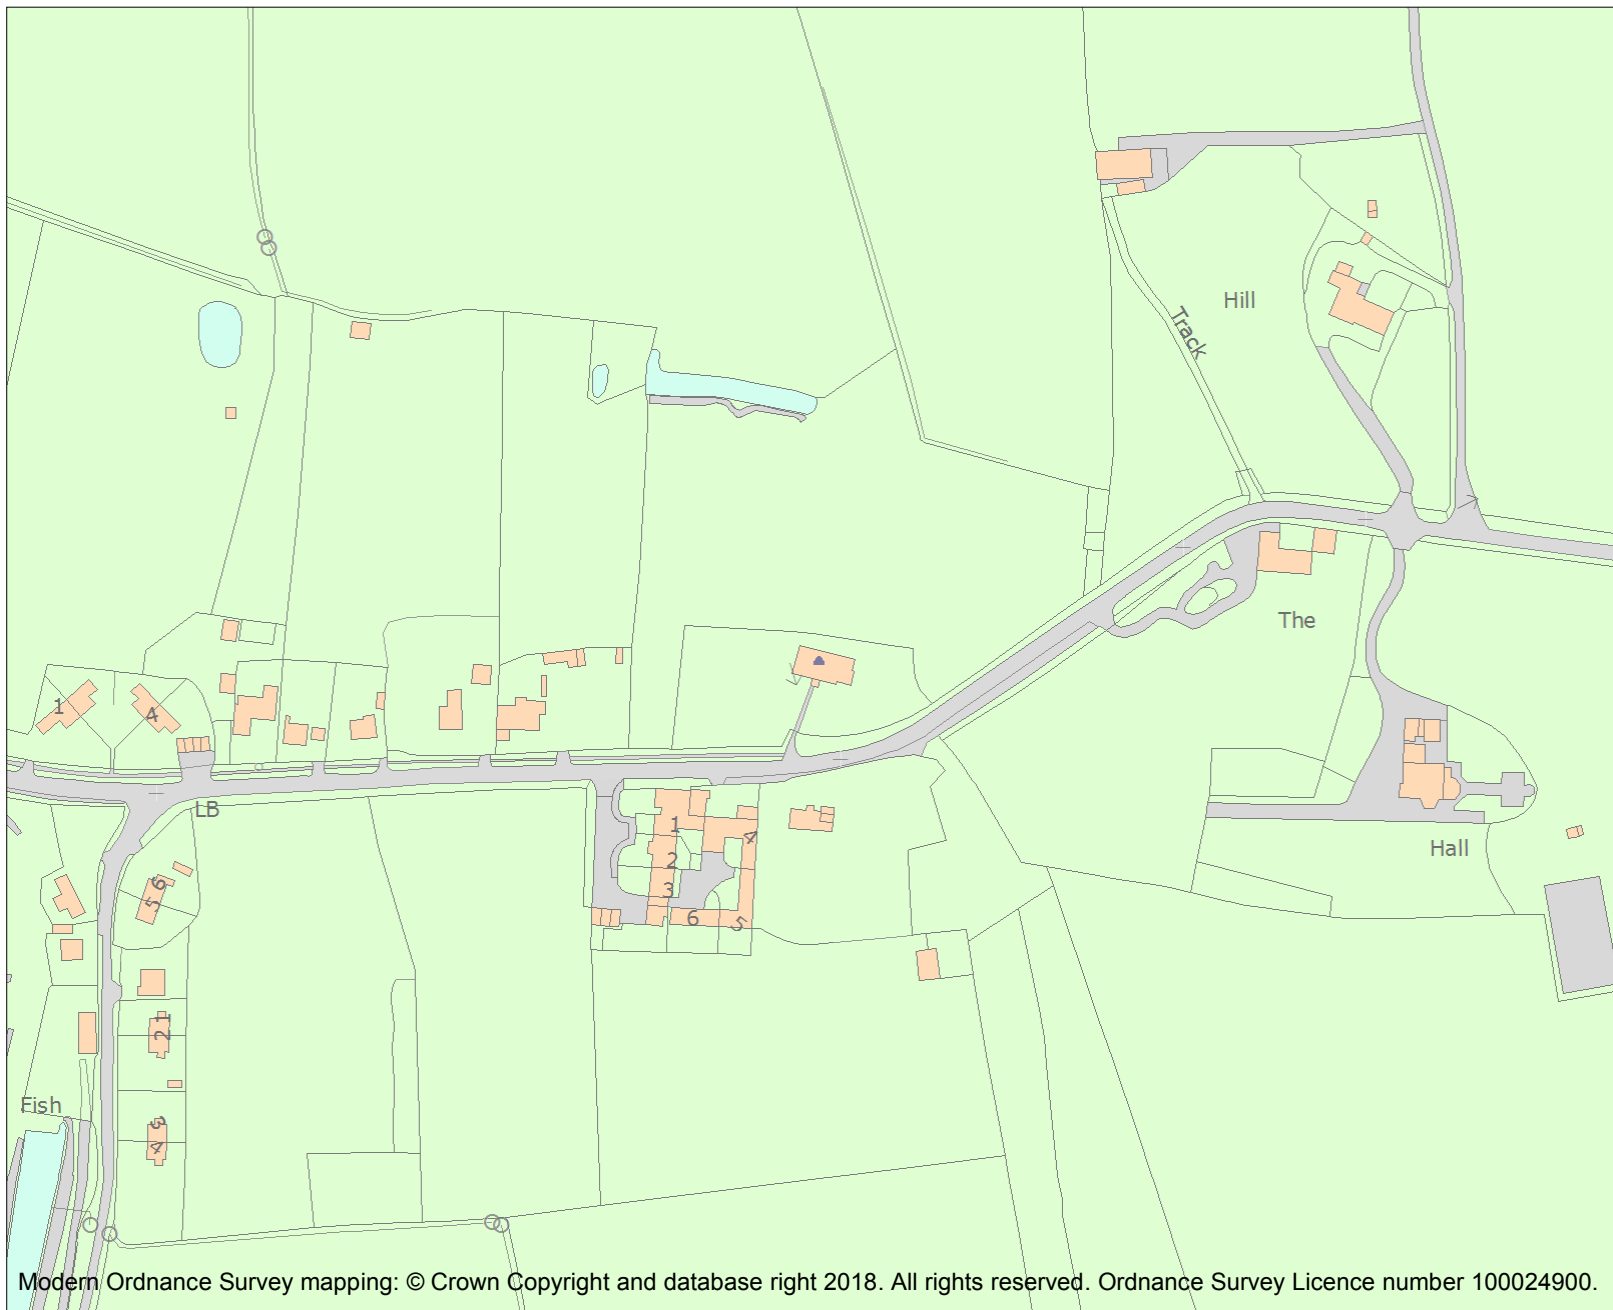 Hill
Track
The
1
4
LB
1
4
2
3
6
5
Hall
6
5
1
2
Fish
3
4
Modern Ordnance Survey mapping: © Crown Copyright and database right 2018. All rights reserved. Ordnance Survey Licence number 100024900.